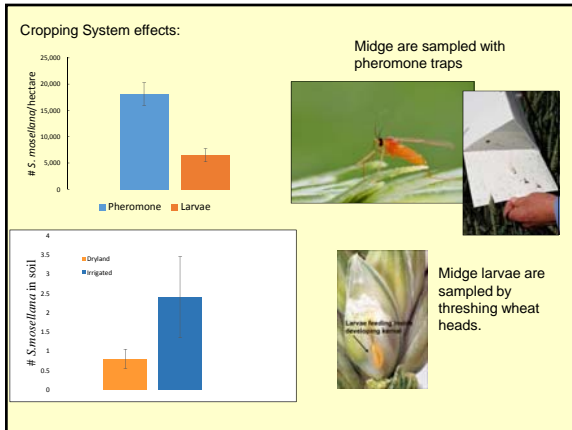 Cropping System effects:
25,000
20,000
15,000
10,000
5,000
0
# S. mosellana/hectare
Pheromone Larvae
Midge are sampled with
pheromone traps
4
3.5
3
2.5
2
1.5
1
0.5
0
# S.mosellana in soil
Dryland
Irrigated
Larvae feeding
developing kernel
Midge larvae are
sampled by
threshing wheat
heads.